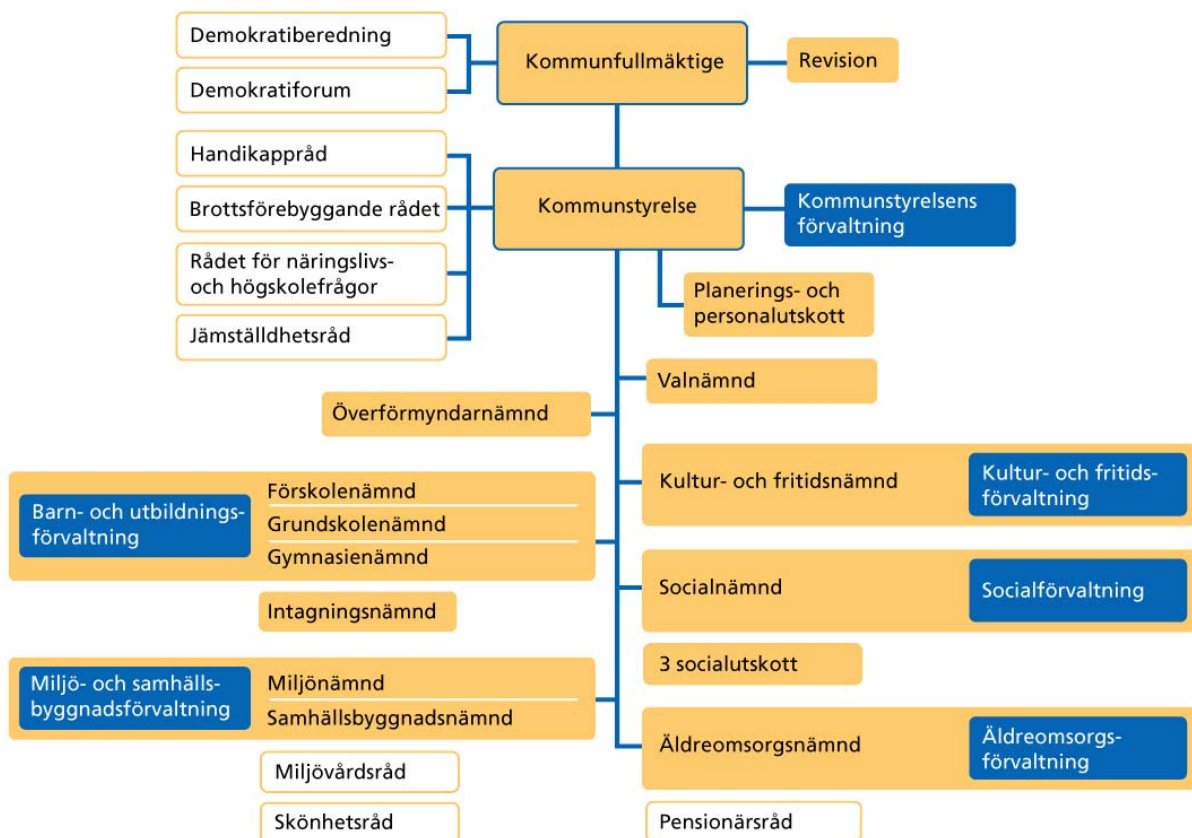 Demokratiberedning
Kommunfullmäktige
Revision
Demokratiforum
Handikappråd
Brottsförebyggande rådet
Kommunstyrelse
Kommunstyrelsens
förvaltning
Rådet för näringslivs-
och högskolefrågor
Planerings- och
personalutskott
Jämställdhetsråd
Valnämnd
Överförmyndarnämnd
Barn- och utbildnings-
förvaltning
Förskolenämnd
Grundskolenämnd
Gymnasienämnd
Kultur- och fritidsnämnd
Kultur- och fritids-
förvaltning
Socialnämnd
Socialförvaltning
Intagningsnämnd
3 socialutskott
Miljö- och samhälls-
byggnadsförvaltning
Miljönämnd
Samhällsbyggnadsnämnd
Äldreomsorgsnämnd
Äldreomsorgs-
förvaltning
Miljövårdsråd
Skönhetsråd
Pensionärsråd